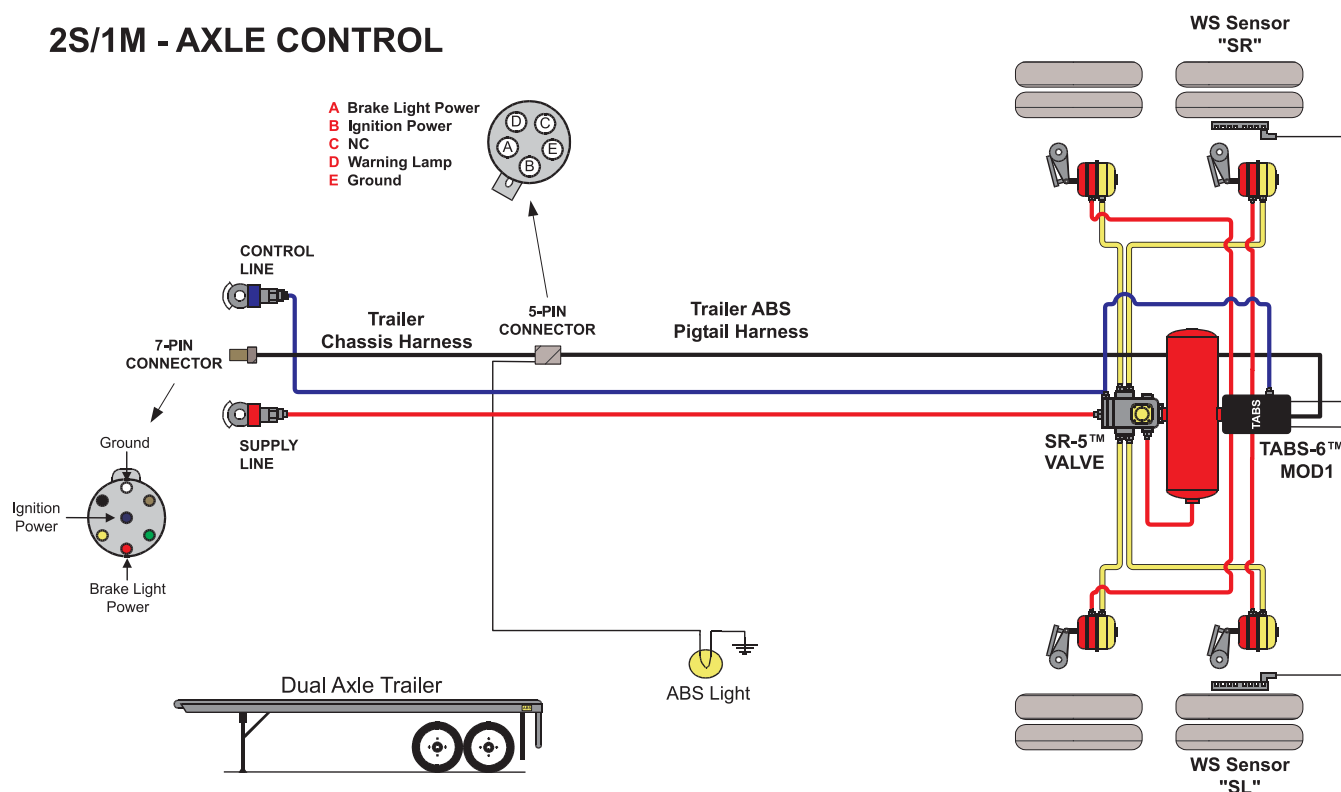 2S/1M - AXLE CONTROL
WS Sensor
"SR"
A Brake Light Power
B Ignition Power
C NC
D Warning Lamp
E Ground
D
C
A
E
B
CONTROL
LINE
5-PIN
CONNECTOR
Trailer
Chassis Harness
Trailer ABS
Pigtail Harness
7-PIN
CONNECTOR
SUPPLY
LINE
TABS
SR-5™
VALVE
TABS-6™
MOD1
Ground
Ignition
Power
Brake Light
Power
Dual Axle Trailer
ABS Light
WS Sensor
"SL"